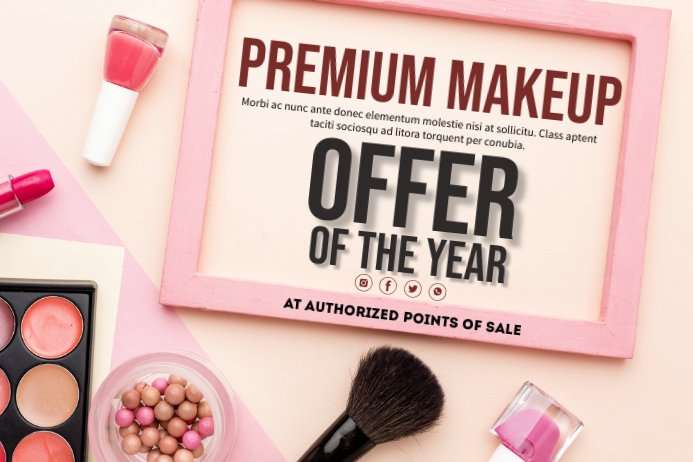 PREMIUM MAKEUP
Morbi ac nunc ante donec elementum molestie nisi at sollicitu. Class aptent
taciti sociosqu ad litora torquent per conubia.
OFFER
OF THE YEAR
AT AUTHORIZED POINTS OF SALE